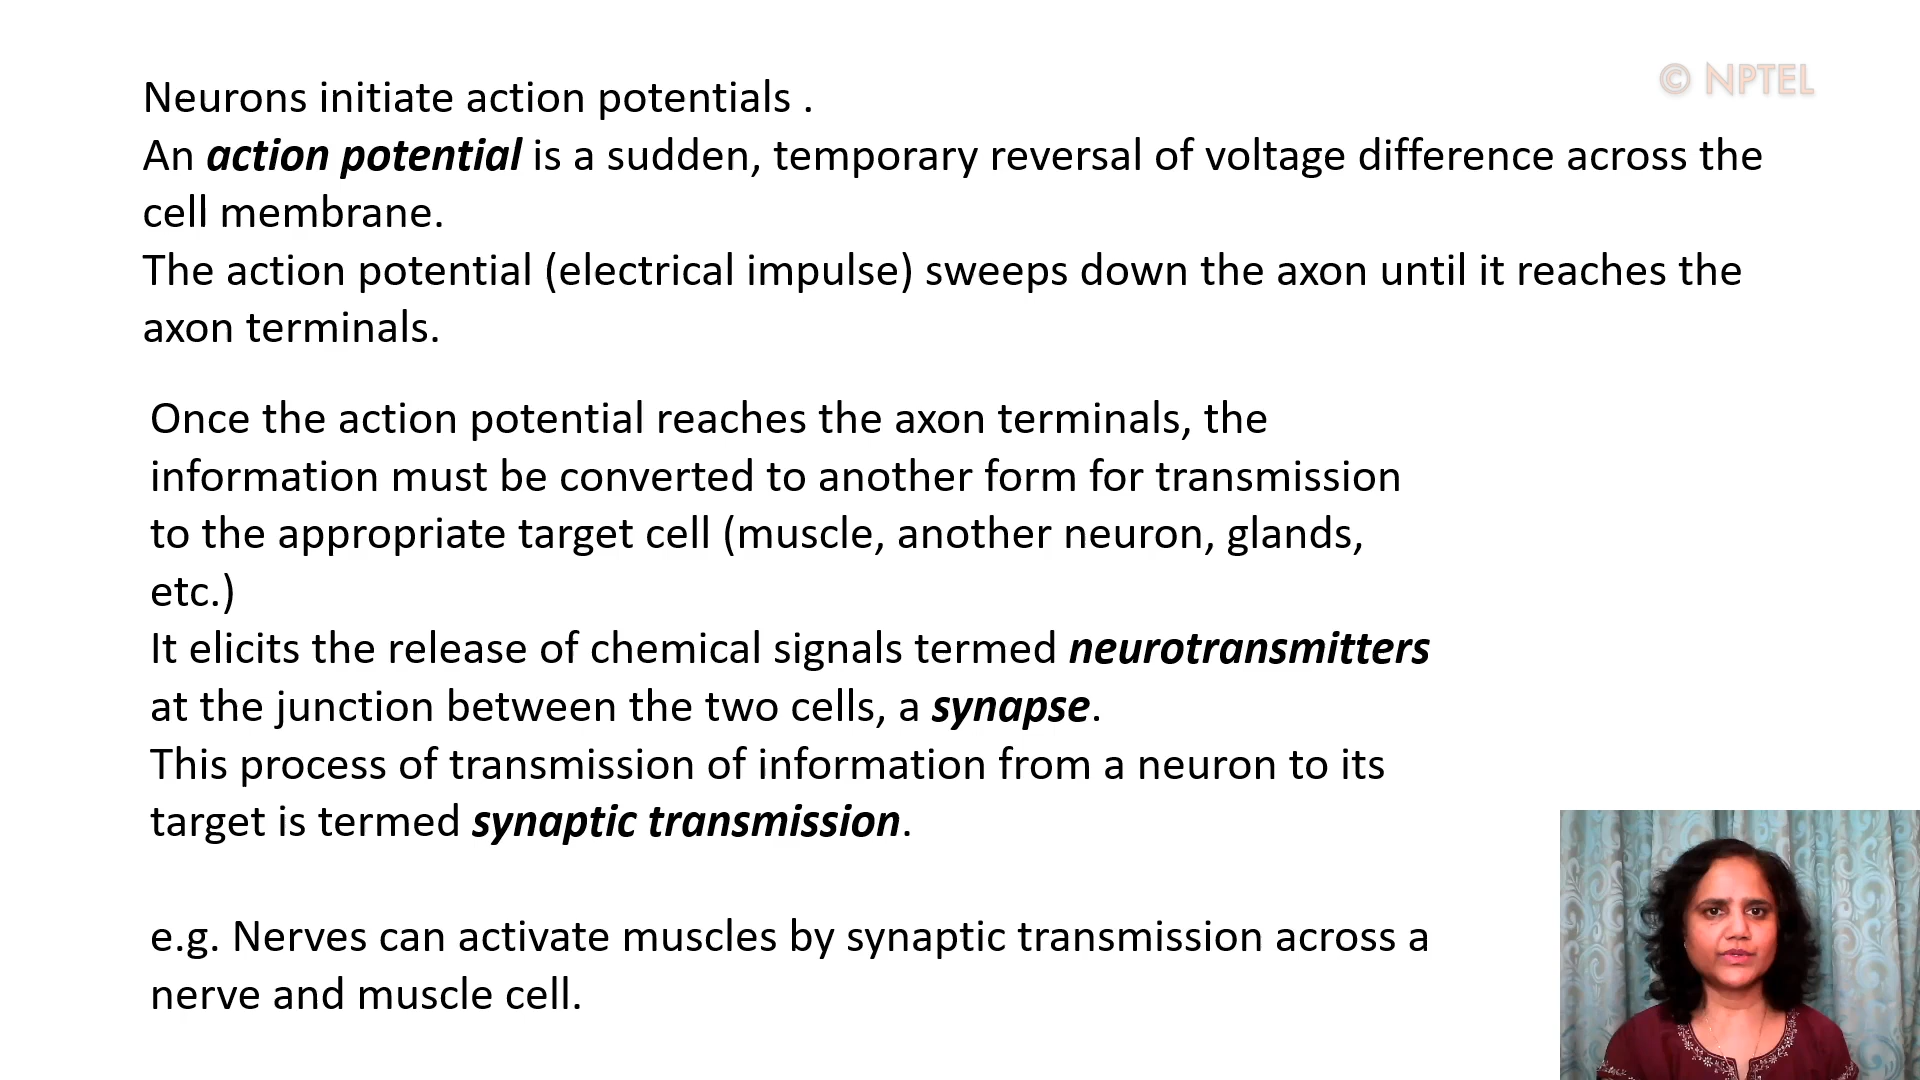 © NPTEL
Neurons initiate action potentials .
An action potential is a sudden, temporary reversal of voltage difference across the
cell membrane.
The action potential (electrical impulse) sweeps down the axon until it reaches the
axon terminals.
Once the action potential reaches the axon terminals, the
information must be converted to another form for transmission
to the appropriate target cell (muscle, another neuron, glands,
etc.)
It elicits the release of chemical signals termed neurotransmitters
at the junction between the two cells, a synapse.
This process of transmission of information from a neuron to its
target is termed synaptic transmission.
e.g. Nerves can activate muscles by synaptic transmission across a
nerve and muscle cell.